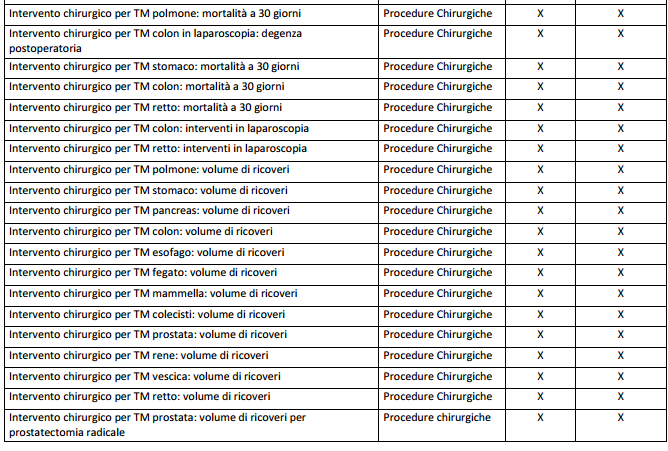 Intervento chirurgico per TM polmone: mortalità a 30 giorni Procedure Chirurgiche X X
Intervento chirurgico per TM colon in laparoscopia: degenza Procedure Chirurgiche X X
postoperatoria
Intervento chirurgico per TM stomaco: mortalità a 30 giorni Procedure Chirurgiche X X
Intervento chirurgico per TM colon: mortalità a 30 giorni Procedure Chirurgiche X X
Intervento chirurgico per TM retto: mortalità a 30 giorni Procedure Chirurgiche X X
Intervento chirurgico per TM colon: interventi in laparoscopia Procedure Chirurgiche X X
Intervento chirurgico per TM retto: interventi in laparoscopia Procedure Chirurgiche X X
Intervento chirurgico per TM polmone: volume di ricoveri Procedure Chirurgiche X X
Intervento chirurgico per TM stomaco: volume di ricoveri Procedure Chirurgiche X X
Intervento chirurgico per TM pancreas: volume di ricoveri Procedure Chirurgiche X X
Intervento chirurgico per TM colon: volume di ricoveri Procedure Chirurgiche X X
Intervento chirurgico per TM esofago: volume di ricoveri Procedure Chirurgiche X X
Intervento chirurgico per TM fegato: volume di ricoveri Procedure Chirurgiche X X
Intervento chirurgico per TM mammella: volume di ricoveri Procedure Chirurgiche X X
Intervento chirurgico per TM colecisti: volume di ricoveri Procedure Chirurgiche X X
Intervento chirurgico per TM prostata: volume di ricoveri Procedure Chirurgiche X X
Intervento chirurgico per TM rene: volume di ricoveri Procedure Chirurgiche X X
Intervento chirurgico per TM vescica: volume di ricoveri Procedure Chirurgiche X X
Intervento chirurgico per TM retto: volume di ricoveri Procedure Chirurgiche X X
Intervento chirurgico per TM prostata: volume di ricoveri per Procedure chirurgiche X X
prostatectomia radicale